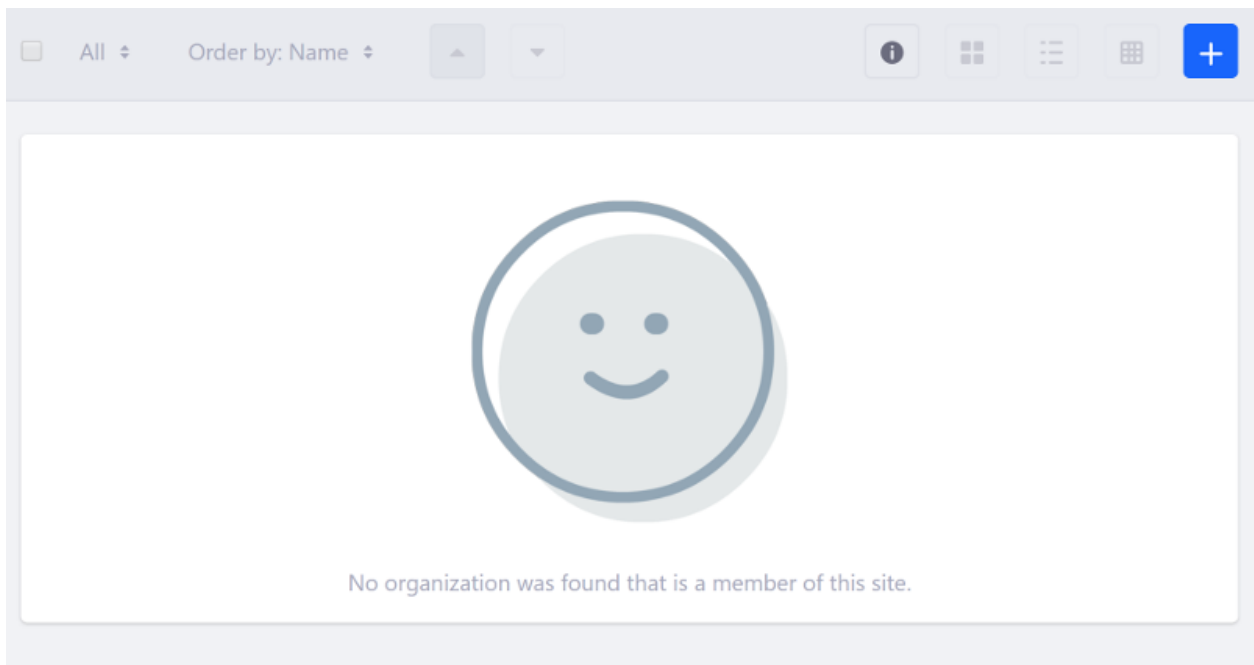 All Order by: Name
No organization was found that is a member of this site.